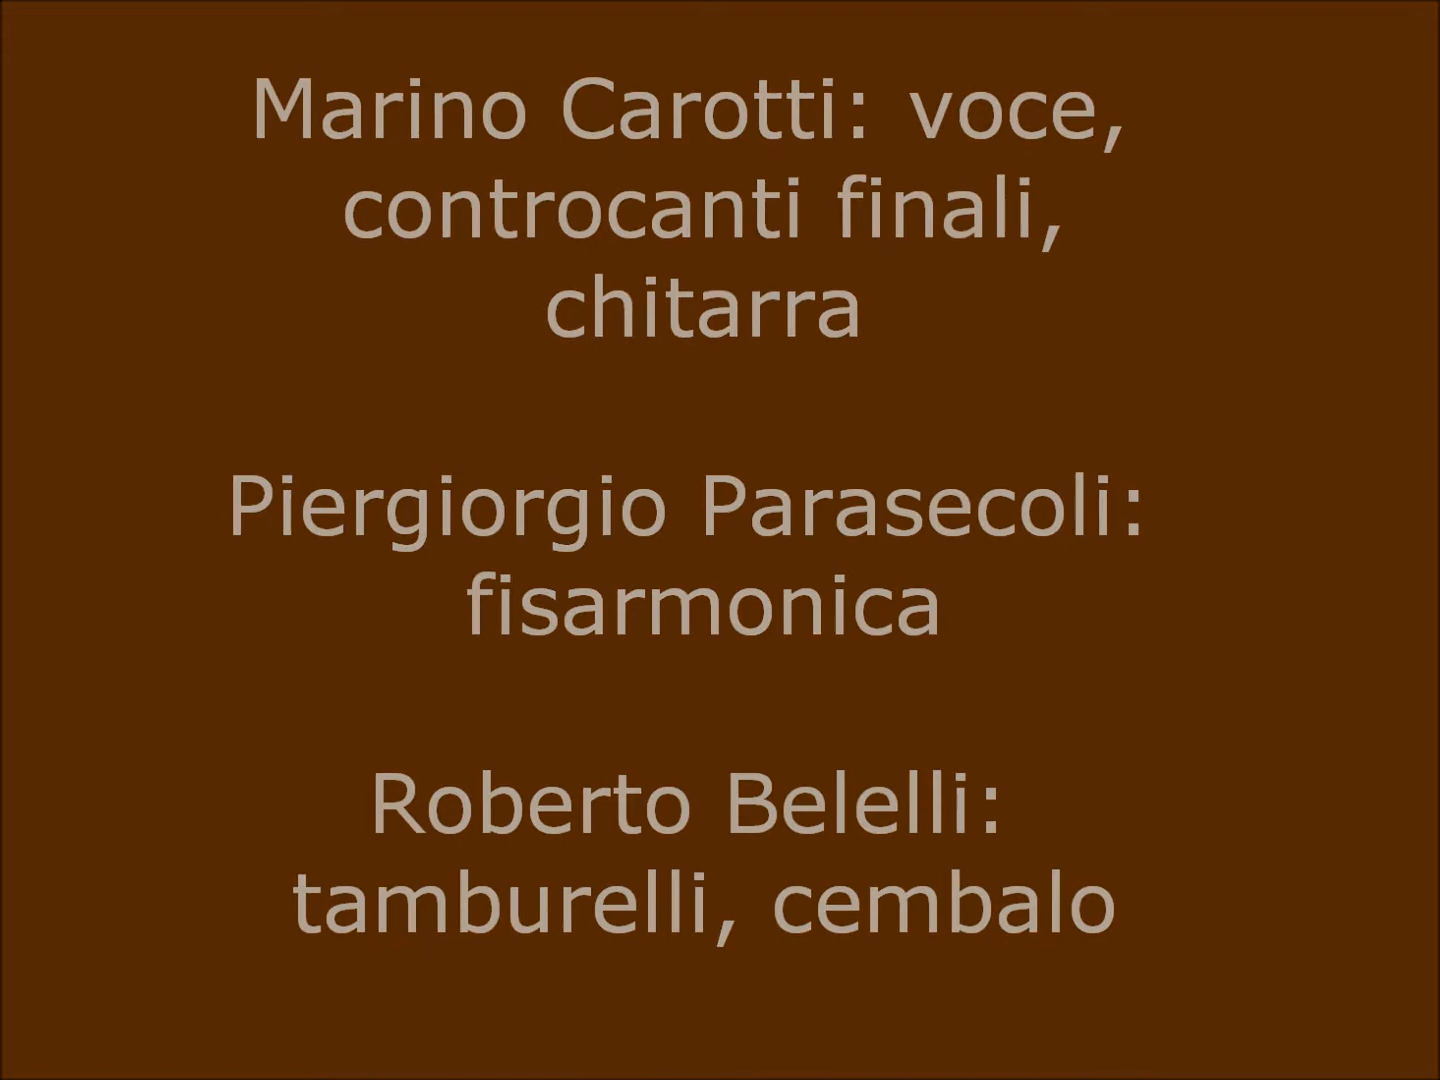 Marino Carotti: voce,
controcanti finali,
chitarra
Piergiorgio Parasecoli:
fisarmonica
Roberto Belelli:
tamburelli, cembalo